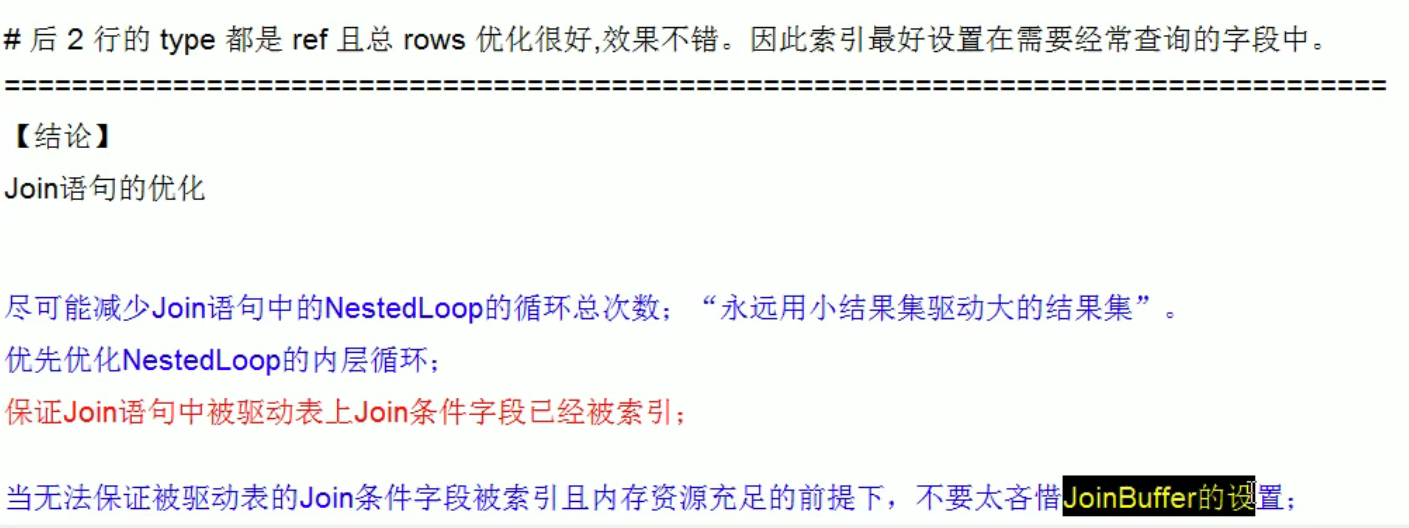 # 后 2 行的 type 都是 ref 且总 rows 优化很好,效果不错。因此索引最好设置在需要经常查询的字段中。
==================================================================================
【结论】
Join语句的优化
尽可能减少Join语句中的NestedLoop的循环总次数；“永远用小结果集驱动大的结果集”。
优先优化NestedLoop的内层循环；
保证Join语句中被驱动表上Join条件字段已经被索引；
当无法保证被驱动表的Join条件字段被索引且内存资源充足的前提下，不要太吝惜JoinBuffer的设置；